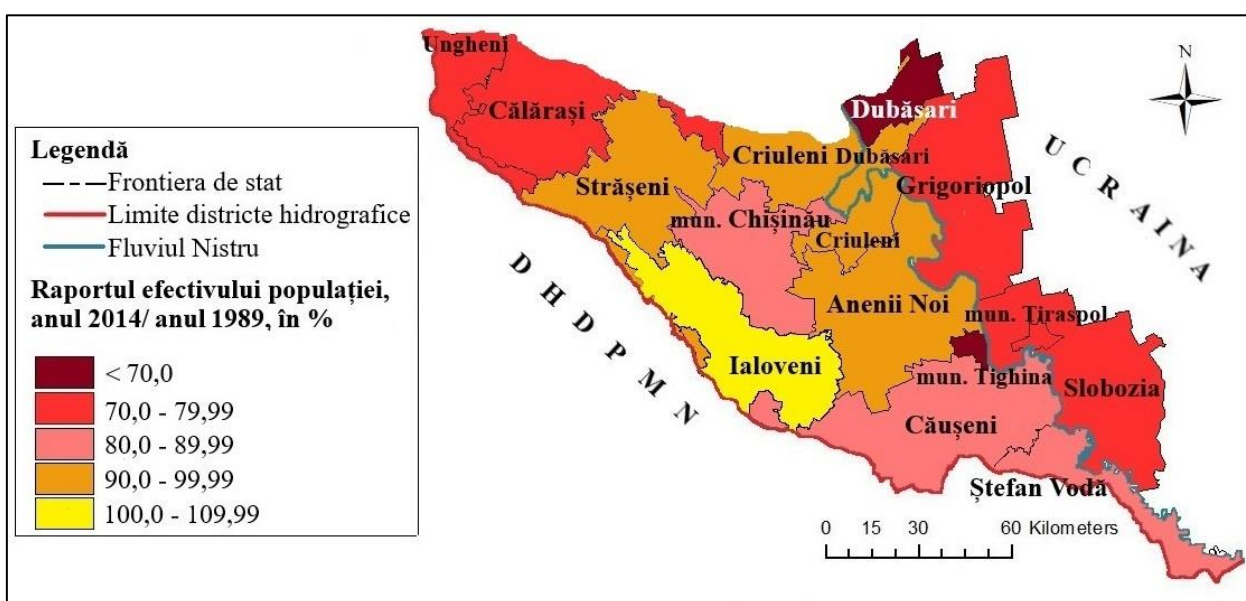 Legendă
Frontiera de stat
Limite districte hidrografice
Fluviul Nistru
Raportul efectivului populației,
anul 2014/ anul 1989, în %
< 70,0
70,0 - 79,99
80,0 - 89,99
90,0 - 99,99
100,0 - 109,99
Ungheni
Călărași
Strășeni
Criuleni
Dubăsari
Dubăsări
Grigoriopol
mun. Chișinău
Criuleni
Anenii Noi
Ialoveni
mun. Tiraspol
mun. Tighina
Slobozia
Căușeni
Ștefan Vodă
N
UCRAINA
DHDPMN
0 15 30 60 Kilometers